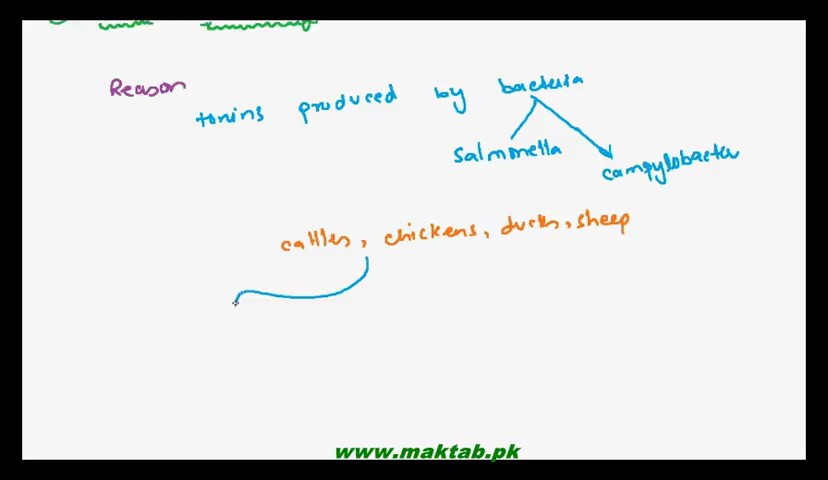 Reason
toxins produced by bacteria
Salmonella
campylobacter
cattles, chickens, ducks, sheep
www.maktab.pk